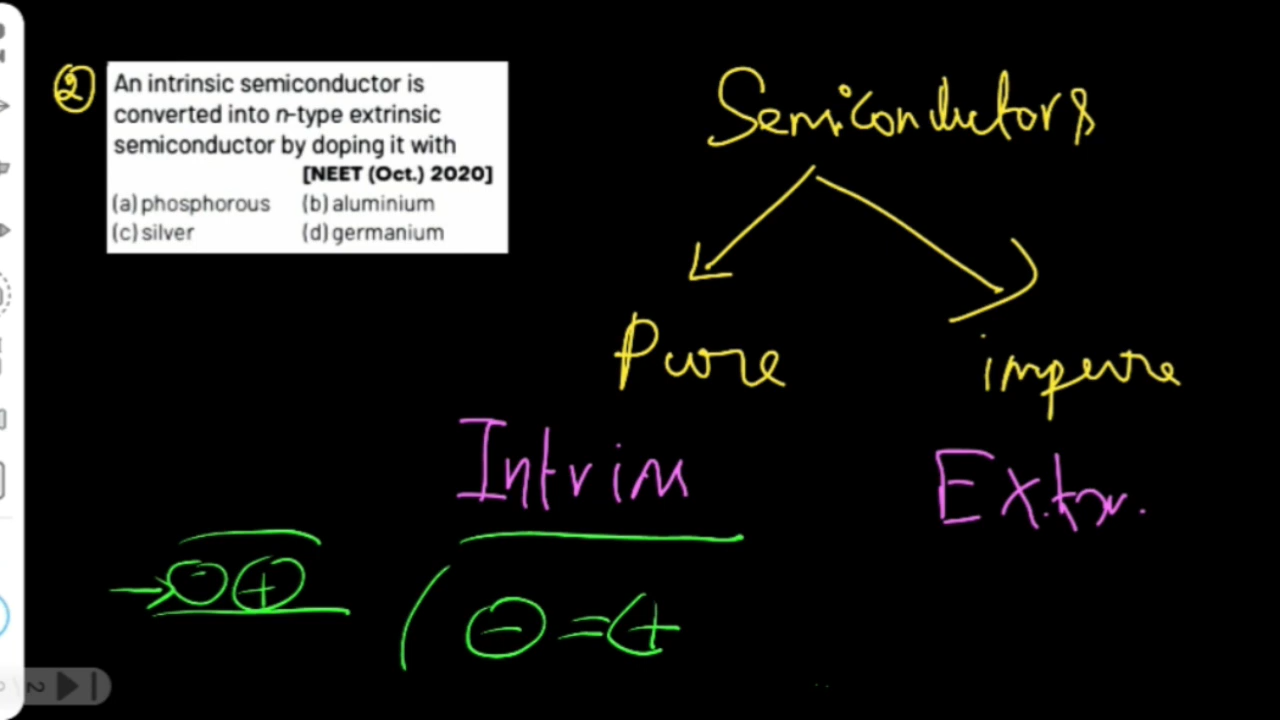 ②
An intrinsic semiconductor is
converted into n-type extrinsic
semiconductor by doping it with
[NEET (Oct.) 2020]
(a) phosphorous (b) aluminium
(c) silver (d) germanium
Semiconductors
Pure impure
Intrin Extr.
⊖⊕ ( ⊖ = ⊕